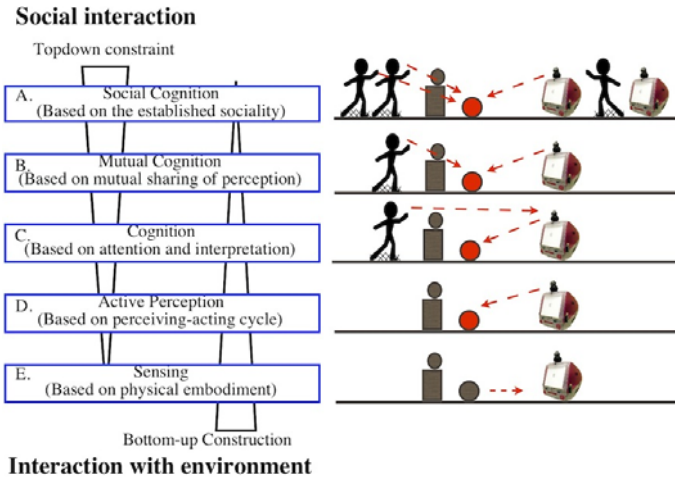 Social interaction
Topdown constraint
A. Social Cognition
(Based on the established sociality)
B. Mutual Cognition
(Based on mutual sharing of perception)
C. Cognition
(Based on attention and interpretation)
D. Active Perception
(Based on perceiving-acting cycle)
E. Sensing
(Based on physical embodiment)
Bottom-up Construction
Interaction with environment